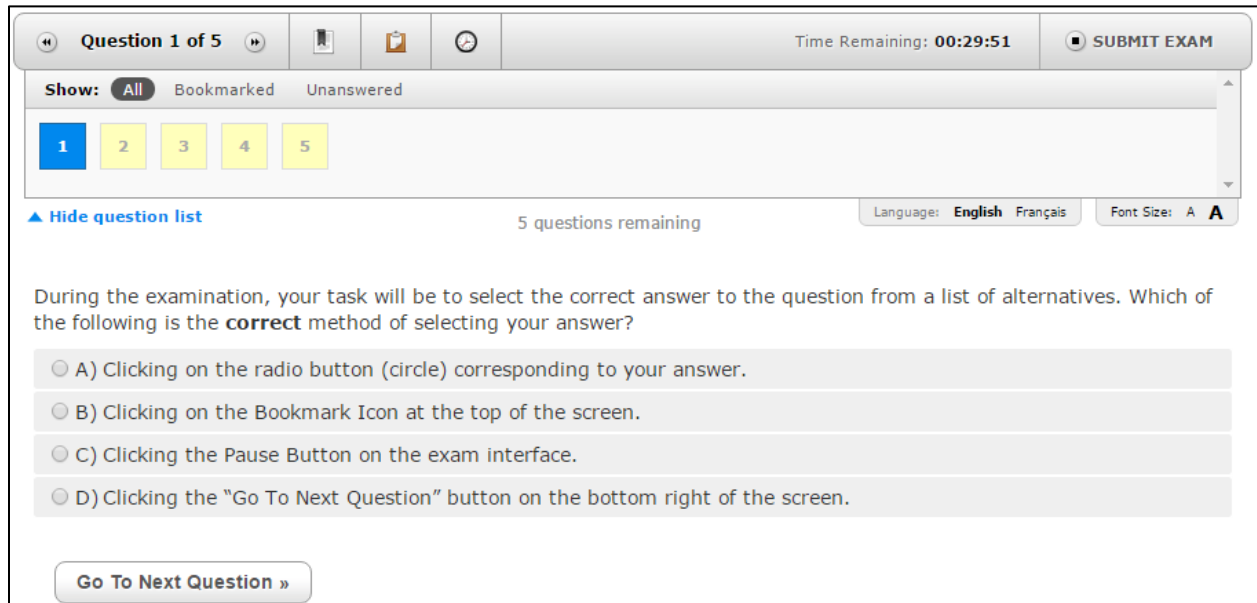 Question 1 of 5 Time Remaining: 00:29:51 SUBMIT EXAM
Show: All Bookmarked Unanswered
1 2 3 4 5
Hide question list 5 questions remaining Language: English Français Font Size: A A
During the examination, your task will be to select the correct answer to the question from a list of alternatives. Which of
the following is the correct method of selecting your answer?
A) Clicking on the radio button (circle) corresponding to your answer.
B) Clicking on the Bookmark Icon at the top of the screen.
C) Clicking the Pause Button on the exam interface.
D) Clicking the “Go To Next Question” button on the bottom right of the screen.
Go To Next Question »